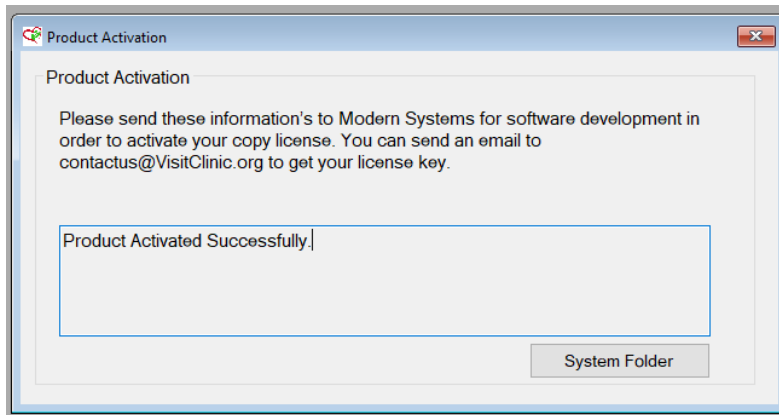 Product Activation
Product Activation
Please send these information's to Modern Systems for software development in
order to activate your copy license. You can send an email to
contactus@VisitClinic.org to get your license key.
Product Activated Successfully.
System Folder